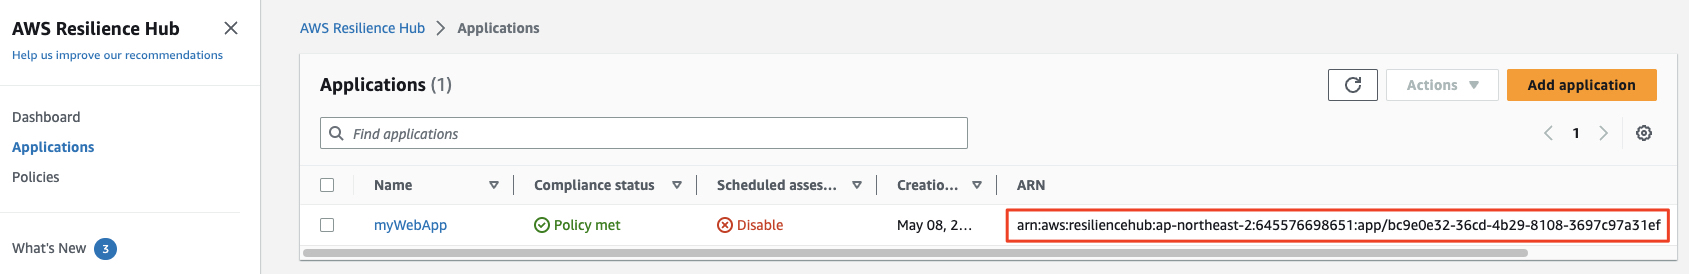 AWS Resilience Hub
Help us improve our recommendations
Dashboard
Applications
Policies
What's New 3
AWS Resilience Hub > Applications
Applications (1)
Actions
Add application
Find applications
1
Name Compliance status Scheduled asses... Creatio... ARN
myWebApp Policy met Disable May 08, 2... arn:aws:resiliencehub:ap-northeast-2:645576698651:app/bc9e0e32-36cd-4b29-8108-3697c97a31ef